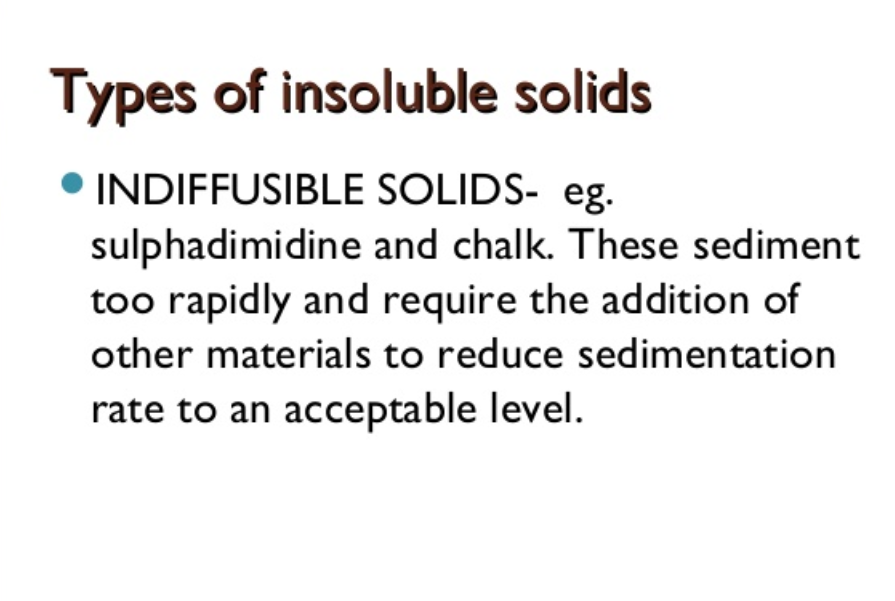 Types of insoluble solids
INDIFFUSIBLE SOLIDS-  eg.
sulphadimidine and chalk. These sediment
too rapidly and require the addition of
other materials to reduce sedimentation
rate to an acceptable level.